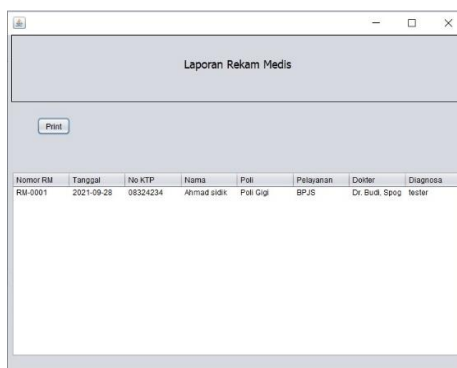 Laporan Rekam Medis
Print
Nomor RM Tanggal No KTP Nama Poli Pelayanan Dokter Diagnosa
RM-0001 2021-09-28 08324234 Ahmad sidik Poli Gigi BPJS Dr. Budi, Spog tester